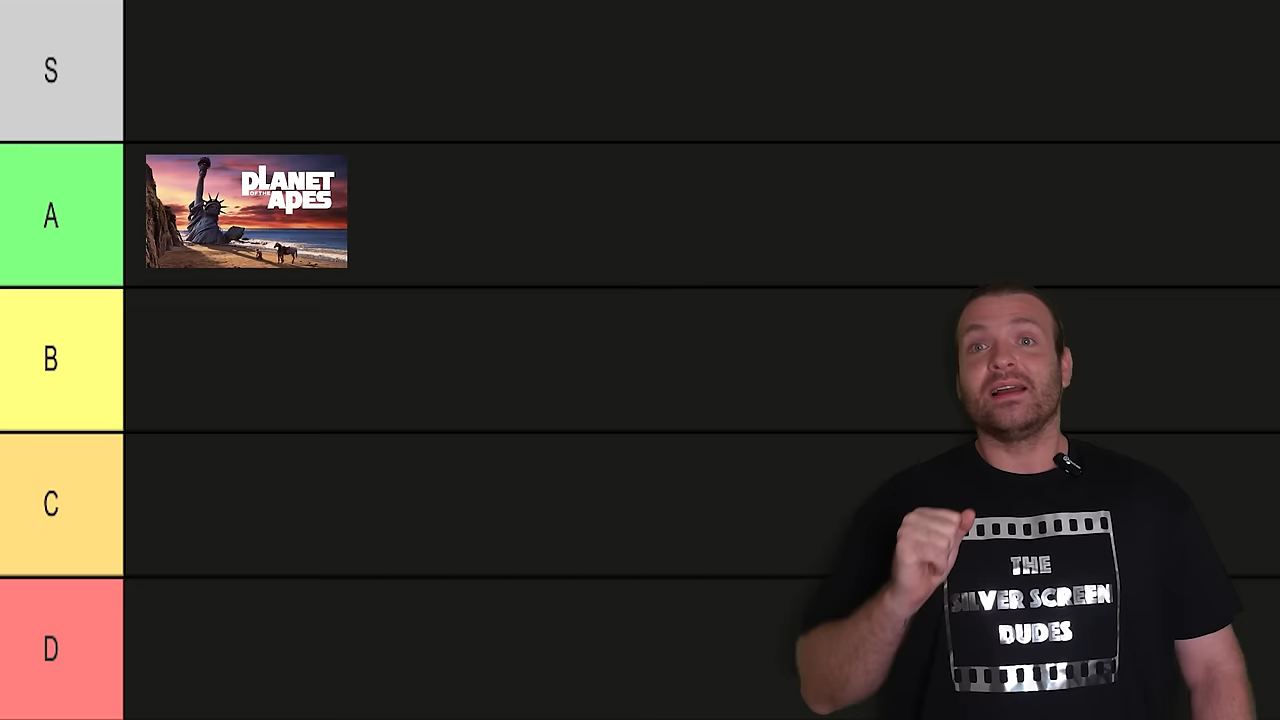 S
A
PLANET
OF THE
APES
B
C
D
THE
SILVER SCREEN
DUDES